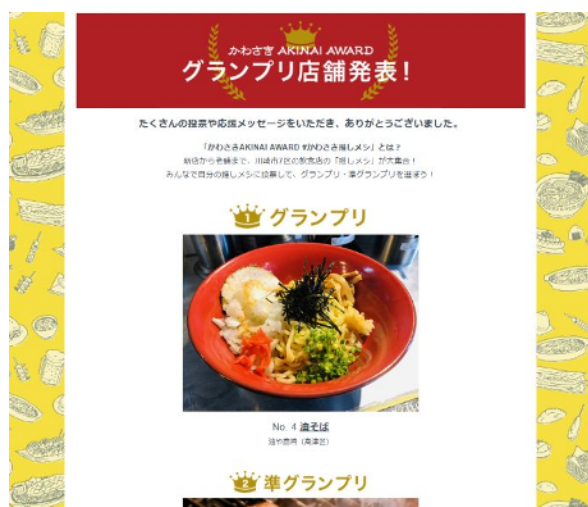 かわさき AKINAI AWARD
グランプリ店舗発表！
たくさんの投票や応援メッセージをいただき、ありがとうございました。
「かわさきAKINAI AWARD #かわさき推しメシ」とは？
新店から老舗まで、川崎市7区の飲食店の「推しメシ」が大集合！
みんなで自分の推しメシに投票して、グランプリ・準グランプリを選ぼう！
1 グランプリ
No. 4 油そば
（高津区）
2 準グランプリ